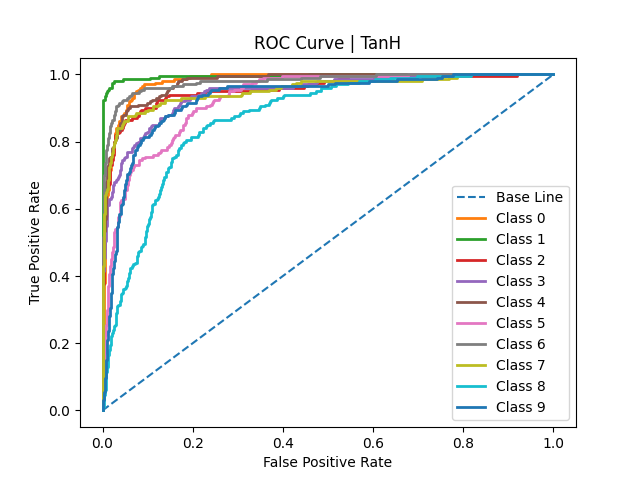 ROC Curve | TanH
True Positive Rate
1.0
0.8
0.6
0.4
0.2
0.0
0.0 0.2 0.4 0.6 0.8 1.0
False Positive Rate
Base Line
Class 0
Class 1
Class 2
Class 3
Class 4
Class 5
Class 6
Class 7
Class 8
Class 9